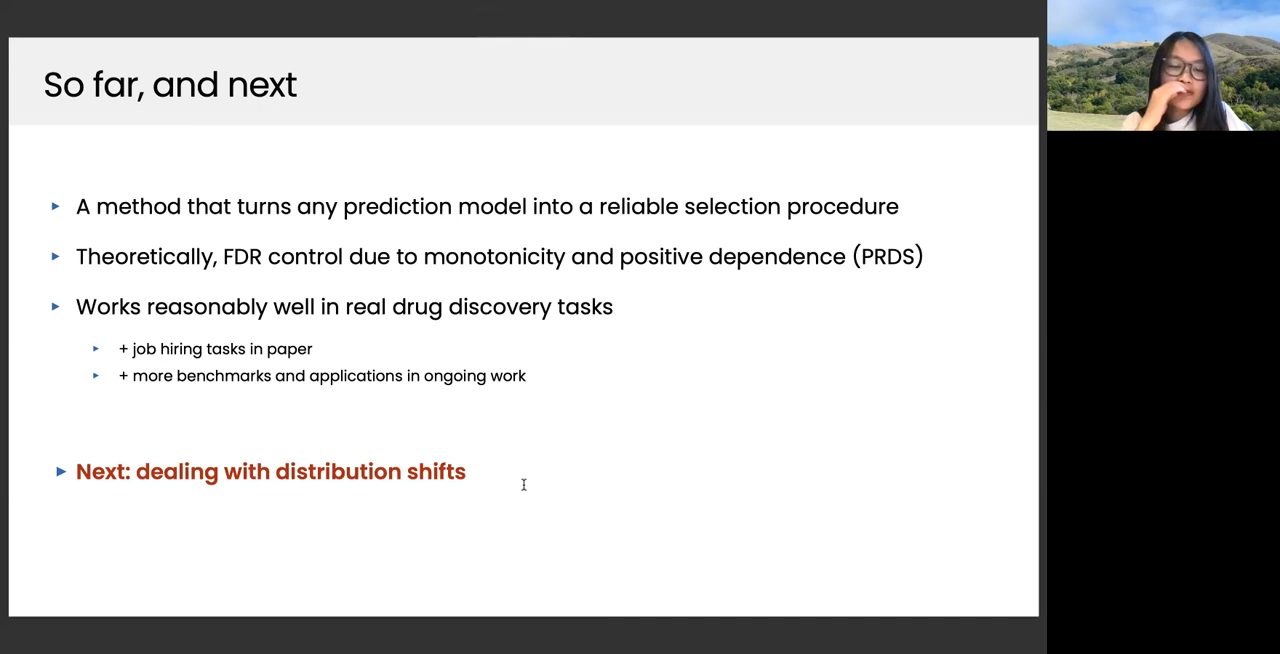 So far, and next
A method that turns any prediction model into a reliable selection procedure
Theoretically, FDR control due to monotonicity and positive dependence (PRDS)
Works reasonably well in real drug discovery tasks
+ job hiring tasks in paper
+ more benchmarks and applications in ongoing work
Next: dealing with distribution shifts